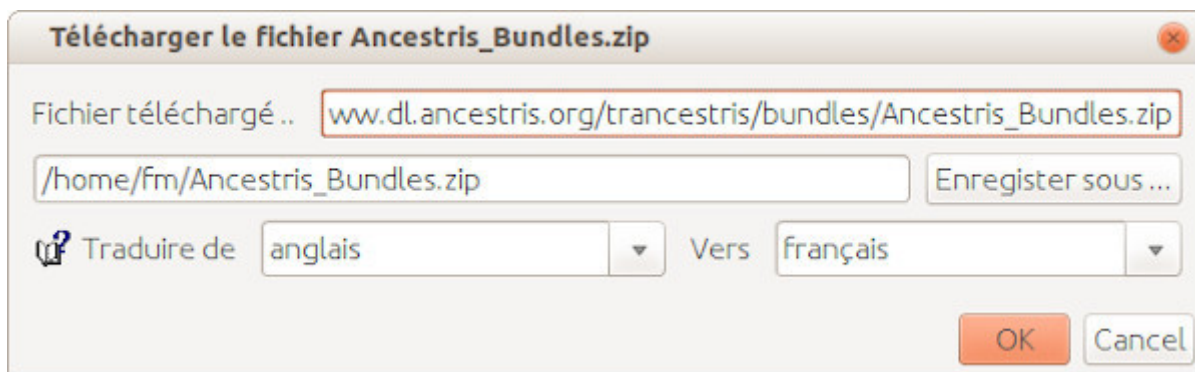 Télécharger le fichier Ancestris_Bundles.zip
Fichier téléchargé .. ww.dl.ancestris.org/trancestris/bundles/Ancestris_Bundles.zip
/home/fm/Ancestris_Bundles.zip Enregister sous ...
Traduire de anglais Vers français
OK Cancel